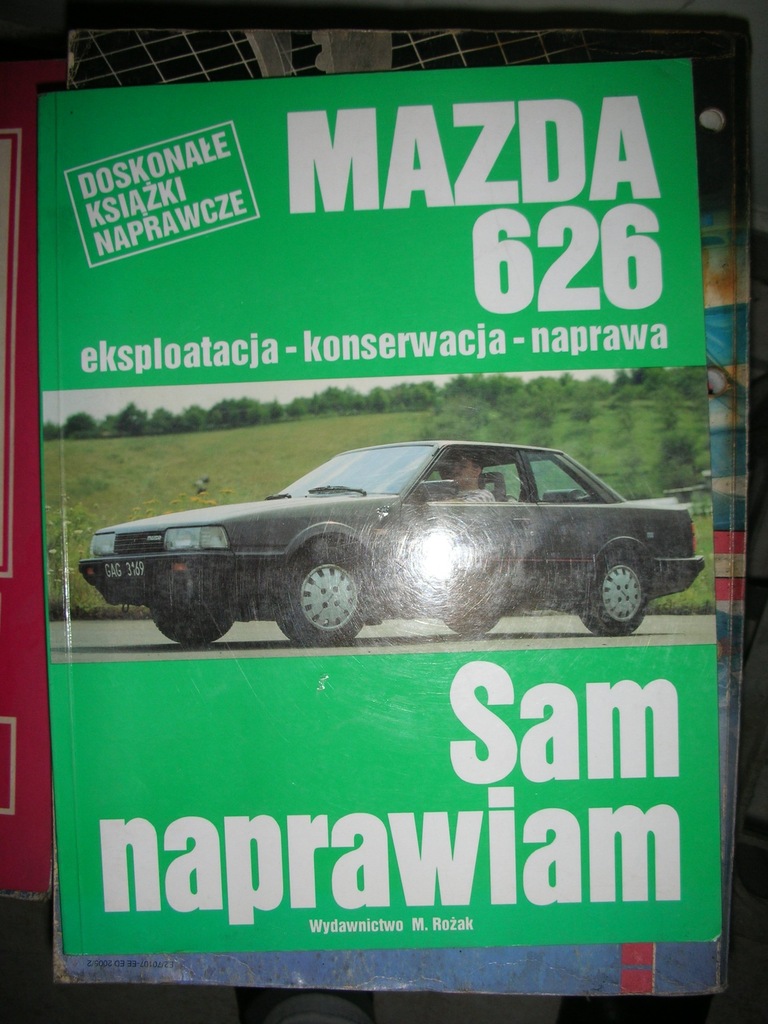 DOSKONAŁE
KSIĄŻKI
NAPRAWCZE
MAZDA
626
eksploatacja - konserwacja - naprawa
GAG 3169
Sam
naprawiam
Wydawnictwo M. Rożak